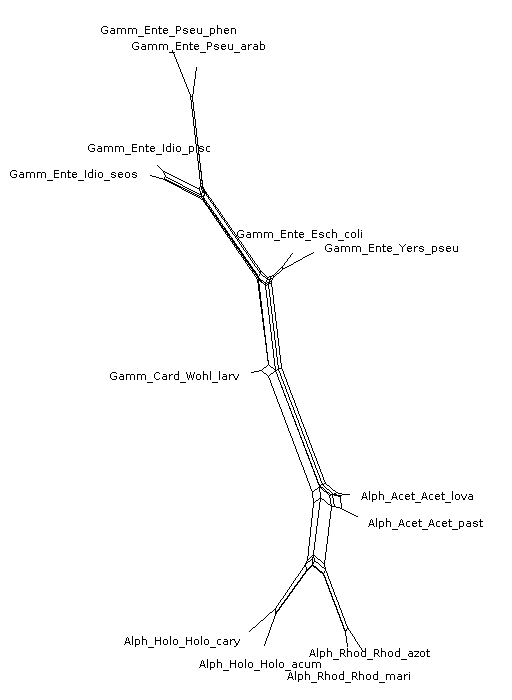 Gamm_Ente_Pseu_phen
Gamm_Ente_Pseu_arab
Gamm_Ente_Idio_pisc
Gamm_Ente_Idio_seos
Gamm_Ente_Esch_coli
Gamm_Ente_Yers_pseu
Gamm_Card_Wohl_larv
Alph_Acet_Acet_lova
Alph_Acet_Acet_past
Alph_Holo_Holo_cary
Alph_Rhod_Rhod_azot
Alph_Holo_Holo_acum
Alph_Rhod_Rhod_mari